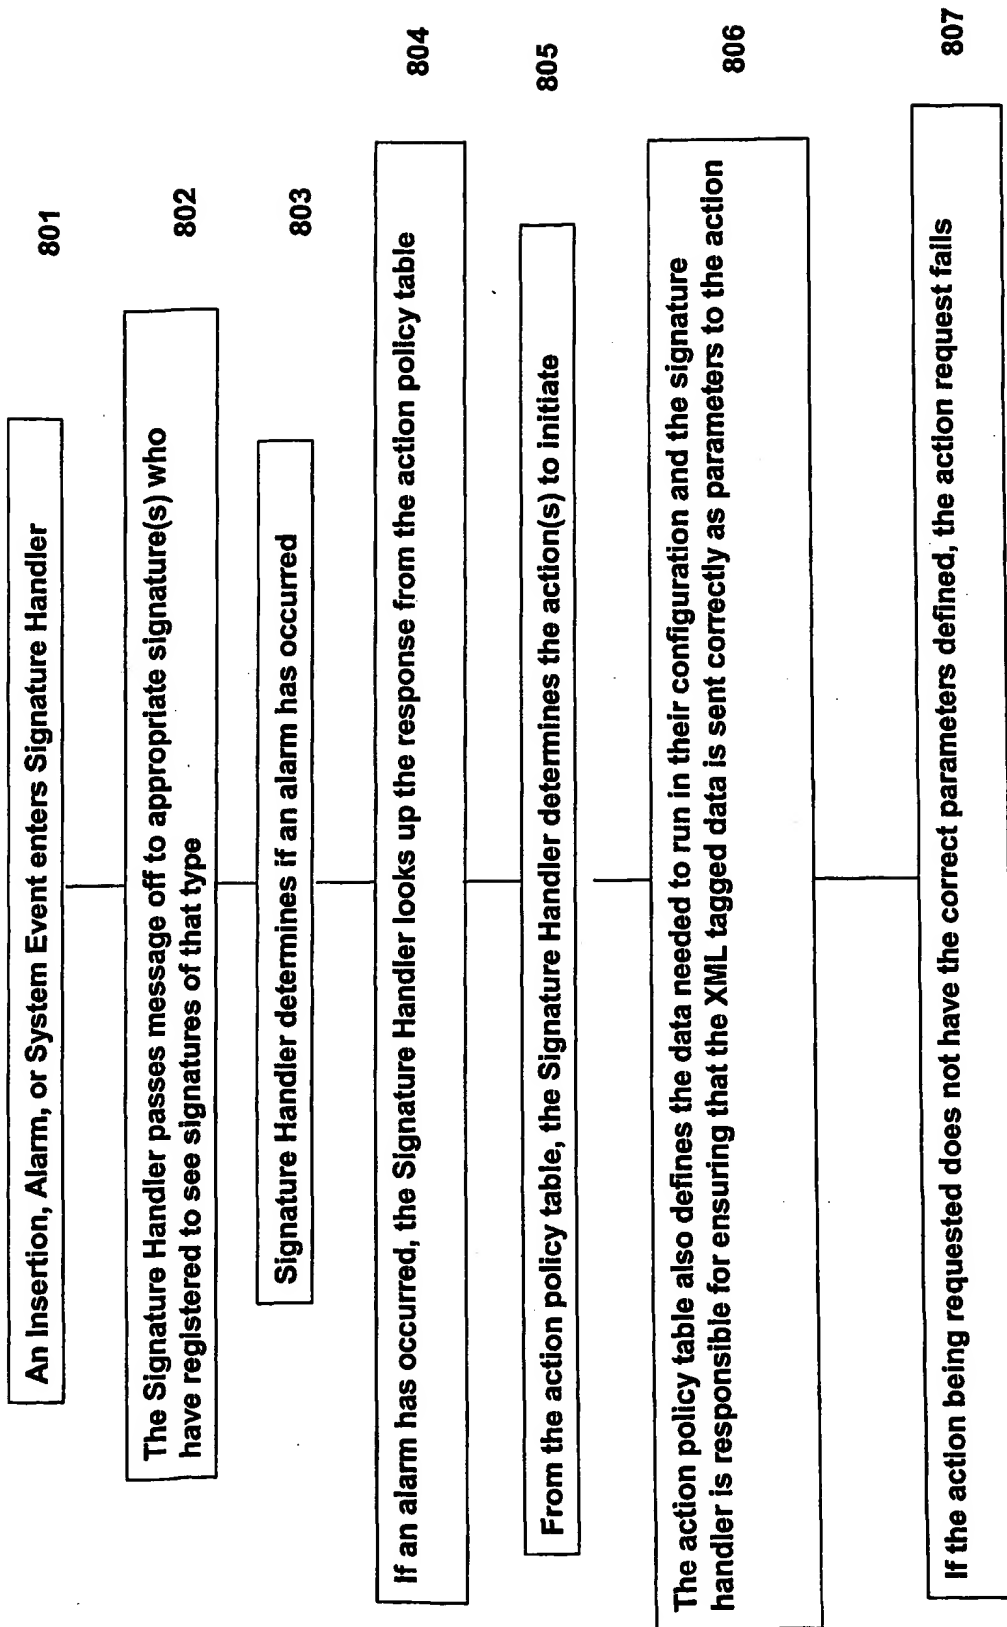 An Insertion, Alarm, or System Event enters Signature Handler
801
The Signature Handler passes message off to appropriate signature(s) who
have registered to see signatures of that type
802
Signature Handler determines if an alarm has occurred
803
If an alarm has occurred, the Signature Handler looks up the response from the action policy table
804
From the action policy table, the Signature Handler determines the action(s) to initiate
805
The action policy table also defines the data needed to run in their configuration and the signature
handler is responsible for ensuring that the XML tagged data is sent correctly as parameters to the action
806
If the action being requested does not have the correct parameters defined, the action request fails
807